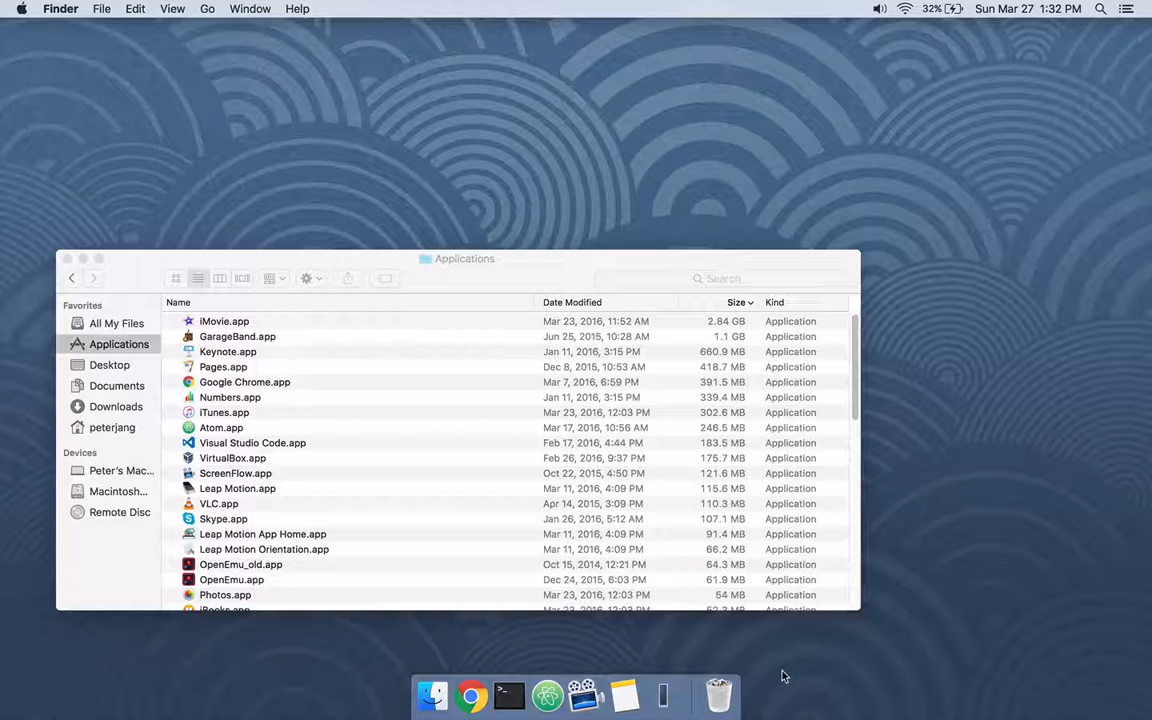 Finder File Edit View Go Window Help 32% Sun Mar 27 1:32 PM
Applications
Search
Favorites
All My Files
Applications
Desktop
Documents
Downloads
peterjang
Devices
Peter's Mac...
Macintosh...
Remote Disc
Name Date Modified Size Kind
iMovie.app Mar 23, 2016, 11:52 AM 2.84 GB Application
GarageBand.app Jun 25, 2015, 10:28 AM 1.1 GB Application
Keynote.app Jan 11, 2016, 3:15 PM 660.9 MB Application
Pages.app Dec 8, 2015, 10:53 AM 418.7 MB Application
Google Chrome.app Mar 7, 2016, 6:59 PM 391.5 MB Application
Numbers.app Jan 11, 2016, 3:15 PM 339.4 MB Application
iTunes.app Mar 23, 2016, 12:03 PM 302.6 MB Application
Atom.app Mar 17, 2016, 10:56 AM 246.5 MB Application
Visual Studio Code.app Feb 17, 2016, 4:44 PM 183.5 MB Application
VirtualBox.app Feb 26, 2016, 9:37 PM 175.7 MB Application
ScreenFlow.app Oct 22, 2015, 4:50 PM 121.6 MB Application
Leap Motion.app Mar 11, 2016, 4:09 PM 115.6 MB Application
VLC.app Apr 14, 2015, 3:09 PM 110.3 MB Application
Skype.app Jan 26, 2016, 5:12 AM 107.1 MB Application
Leap Motion App Home.app Mar 11, 2016, 4:09 PM 91.4 MB Application
Leap Motion Orientation.app Mar 11, 2016, 4:09 PM 66.2 MB Application
OpenEmu_old.app Oct 15, 2014, 12:21 PM 64.3 MB Application
OpenEmu.app Dec 24, 2015, 6:03 PM 61.9 MB Application
Photos.app Mar 23, 2016, 12:03 PM 54 MB Application
iBooks.app Mar 23, 2016, 12:03 PM 52.3 MB Application